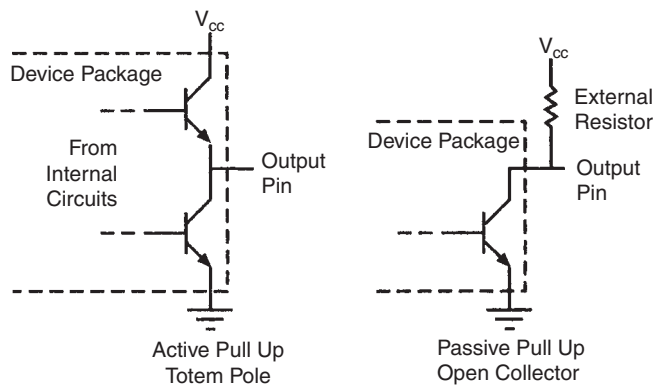 Vcc
Device Package
From
Internal
Circuits
Output
Pin
Active Pull Up
Totem Pole
Vcc
External
Resistor
Device Package
Output
Pin
Passive Pull Up
Open Collector